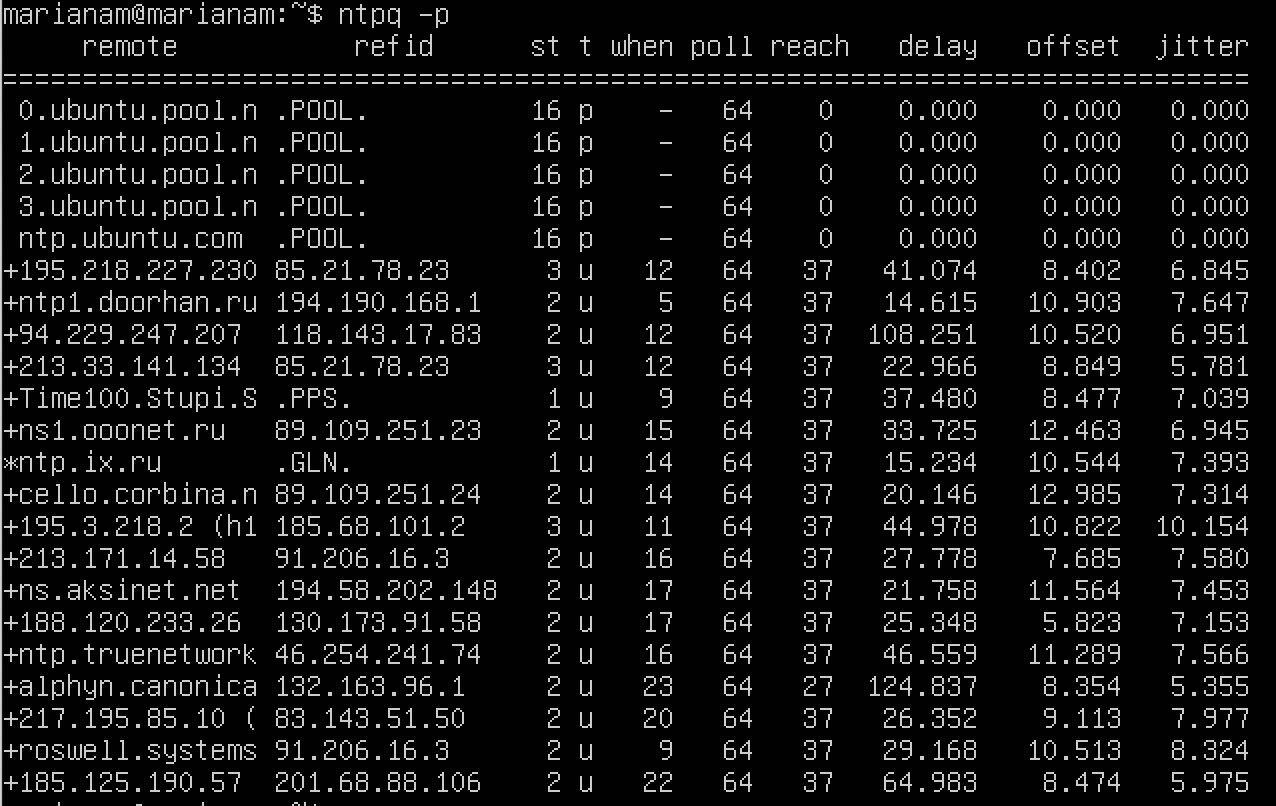 marianam@marianam:~$ ntpq -p
     remote           refid      st t when poll reach   delay   offset  jitter
==============================================================================
 0.ubuntu.pool.n .POOL.          16 p    -   64    0    0.000    0.000   0.000
 1.ubuntu.pool.n .POOL.          16 p    -   64    0    0.000    0.000   0.000
 2.ubuntu.pool.n .POOL.          16 p    -   64    0    0.000    0.000   0.000
 3.ubuntu.pool.n .POOL.          16 p    -   64    0    0.000    0.000   0.000
 ntp.ubuntu.com  .POOL.          16 p    -   64    0    0.000    0.000   0.000
+195.218.227.230 85.21.78.23      3 u   12   64   37   41.074    8.402   6.845
+ntp1.doorhan.ru 194.190.168.1    2 u    5   64   37   14.615   10.903   7.647
+94.229.247.207  118.143.17.83    2 u   12   64   37  108.251   10.520   6.951
+213.33.141.134  85.21.78.23      3 u   12   64   37   22.966    8.849   5.781
+Time100.Stupi.S .PPS.            1 u    9   64   37   37.480    8.477   7.039
+ns1.ooonet.ru   89.109.251.23    2 u   15   64   37   33.725   12.463   6.945
*ntp.ix.ru       .GLN.            1 u   14   64   37   15.234   10.544   7.393
+cello.corbina.n 89.109.251.24    2 u   14   64   37   20.146   12.985   7.314
+195.3.218.2 (h1 185.68.101.2     3 u   11   64   37   44.978   10.822  10.154
+213.171.14.58   91.206.16.3      2 u   16   64   37   27.778    7.685   7.580
+ns.aksinet.net  194.58.202.148   2 u   17   64   37   21.758   11.564   7.453
+188.120.233.26  130.173.91.58    2 u   17   64   37   25.348    5.823   7.153
+ntp.truenetwork 46.254.241.74    2 u   16   64   37   46.559   11.289   7.566
+alphyn.canonica 132.163.96.1     2 u   23   64   27  124.837    8.354   5.355
+217.195.85.10 ( 83.143.51.50     2 u   20   64   37   26.352    9.113   7.977
+roswell.systems 91.206.16.3      2 u    9   64   37   29.168   10.513   8.324
+185.125.190.57  201.68.88.106    2 u   22   64   37   64.983    8.474   5.975